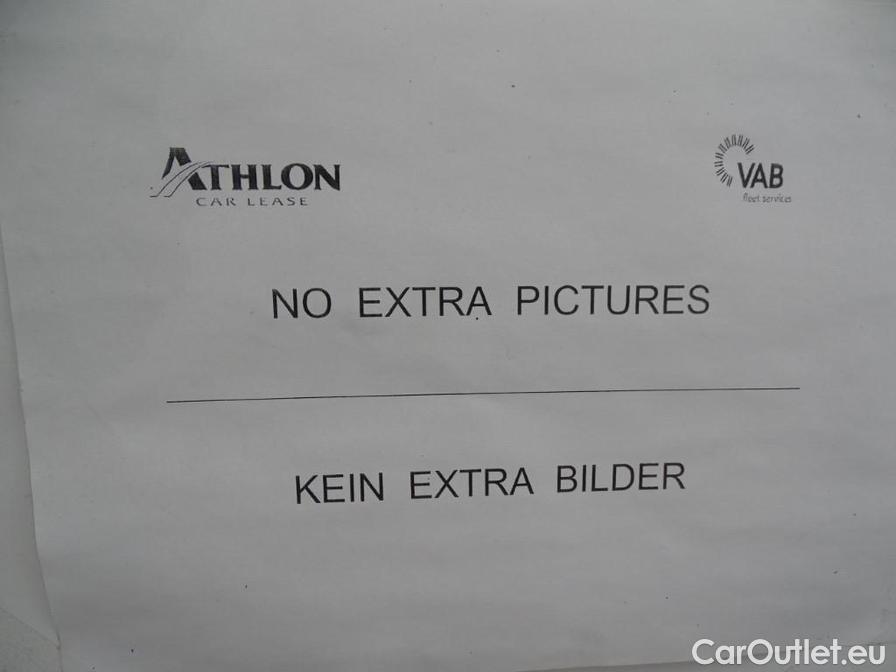 ATHLON
CAR LEASE
VAB
fleet services
NO EXTRA PICTURES
KEIN EXTRA BILDER
CarOutlet.eu